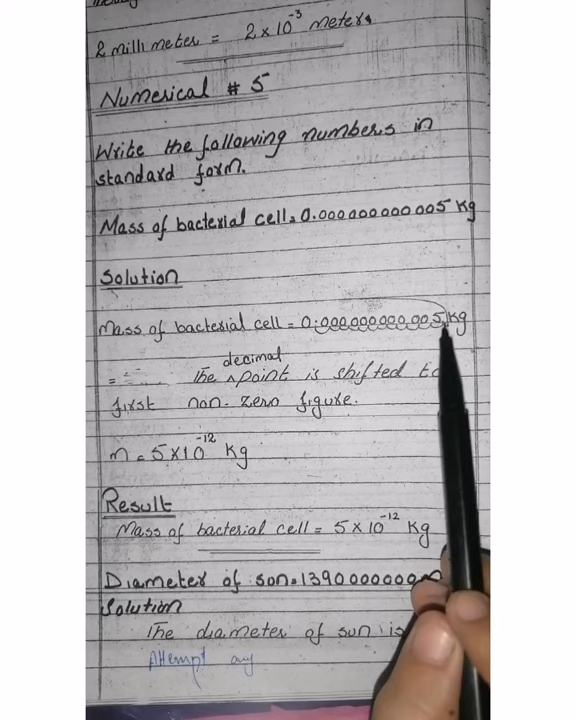 2 millimeter = 2 × 10⁻³ meters.
Numerical # 5
Write the following numbers in
standard form.
Mass of bacterial cell = 0.000000000005 kg
Solution
Mass of bacterial cell = 0.000000000005 kg
decimal
= The ^ point is shifted to
first non-zero figure.
m = 5×10⁻¹² kg
Result
Mass of bacterial cell = 5 × 10⁻¹² kg
Diameter of son = 1390000000 m
Solution
The diameter of sun is
Attempt any